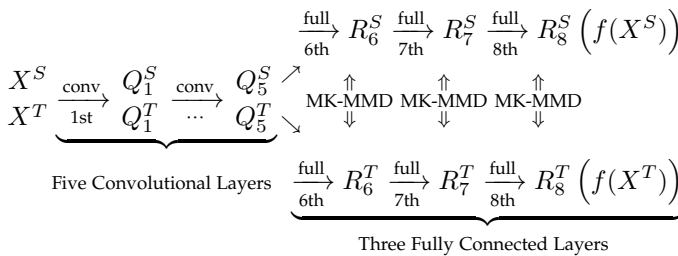 full full full
→ R_6^S → R_7^S → R_8^S (f(X^S))
6th 7th 8th
X^S conv Q_1^S conv Q_5^S ↗ ⇑ ⇑ ⇑
→ → MK-MMD MK-MMD MK-MMD
X^T 1st Q_1^T ... Q_5^T ↘ ⇓ ⇓ ⇓
Five Convolutional Layers
full full full
→ R_6^T → R_7^T → R_8^T (f(X^T))
6th 7th 8th
Three Fully Connected Layers